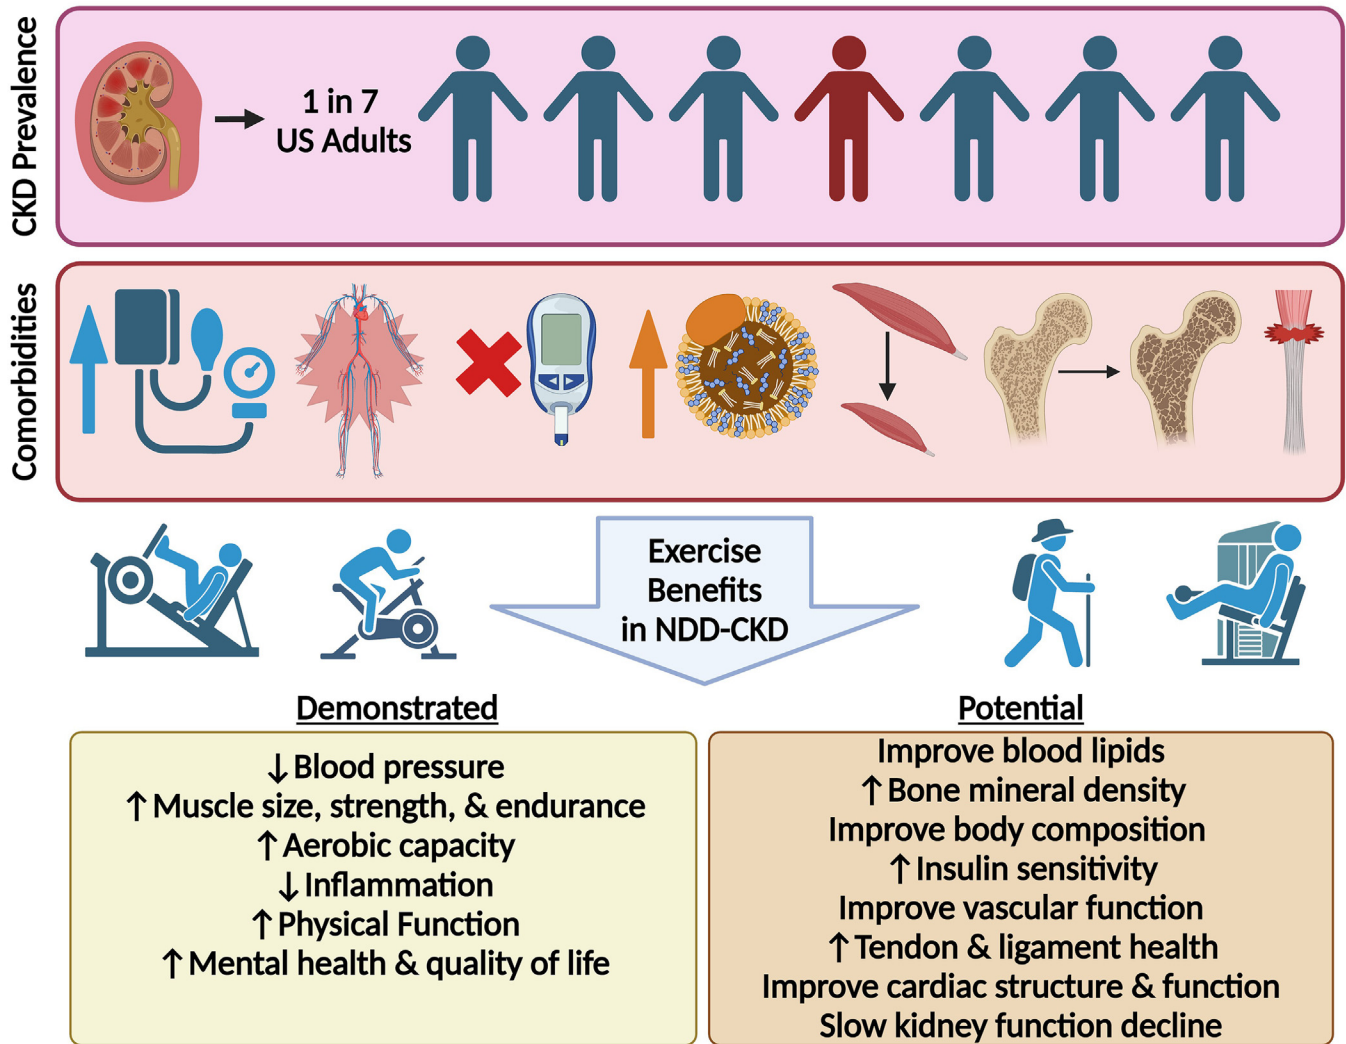 CKD Prevalence
1 in 7
US Adults
Comorbidities
Exercise
Benefits
in NDD-CKD
Demonstrated
↓Blood pressure
↑Muscle size, strength, & endurance
↑Aerobic capacity
↓Inflammation
↑Physical Function
↑Mental health & quality of life
Potential
Improve blood lipids
↑Bone mineral density
Improve body composition
↑Insulin sensitivity
Improve vascular function
↑Tendon & ligament health
Improve cardiac structure & function
Slow kidney function decline